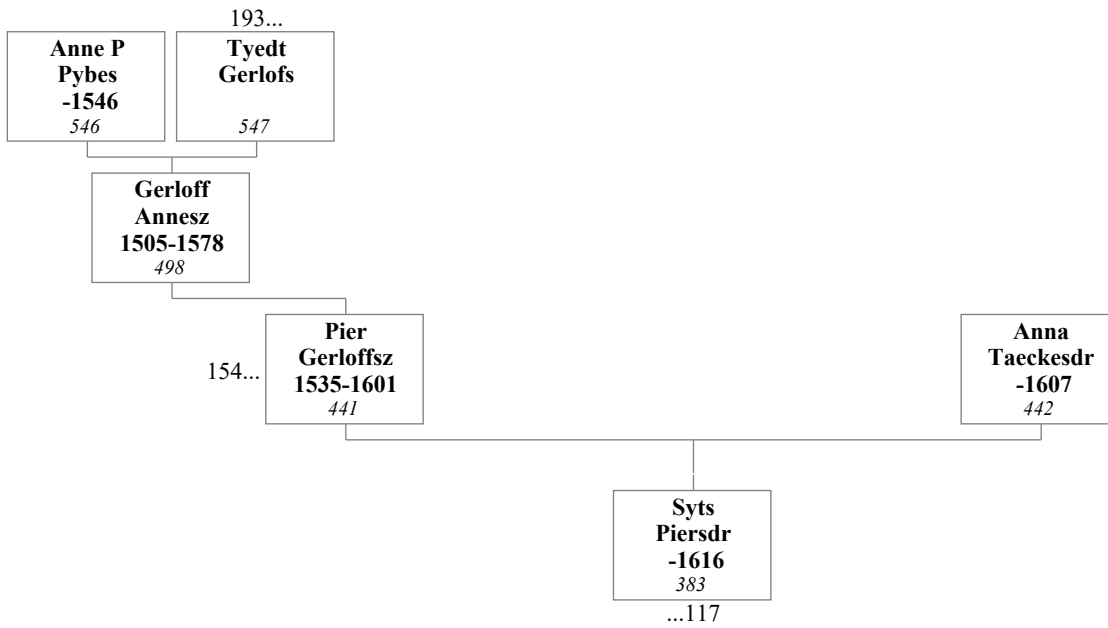 193...
Anne P
Pybes
-1546
546
Tyedt
Gerlofs
547
Gerloff
Annesz
1505-1578
498
154...
Pier
Gerloffsz
1535-1601
441
Anna
Taeckesdr
-1607
442
Syts
Piersdr
-1616
383
...117